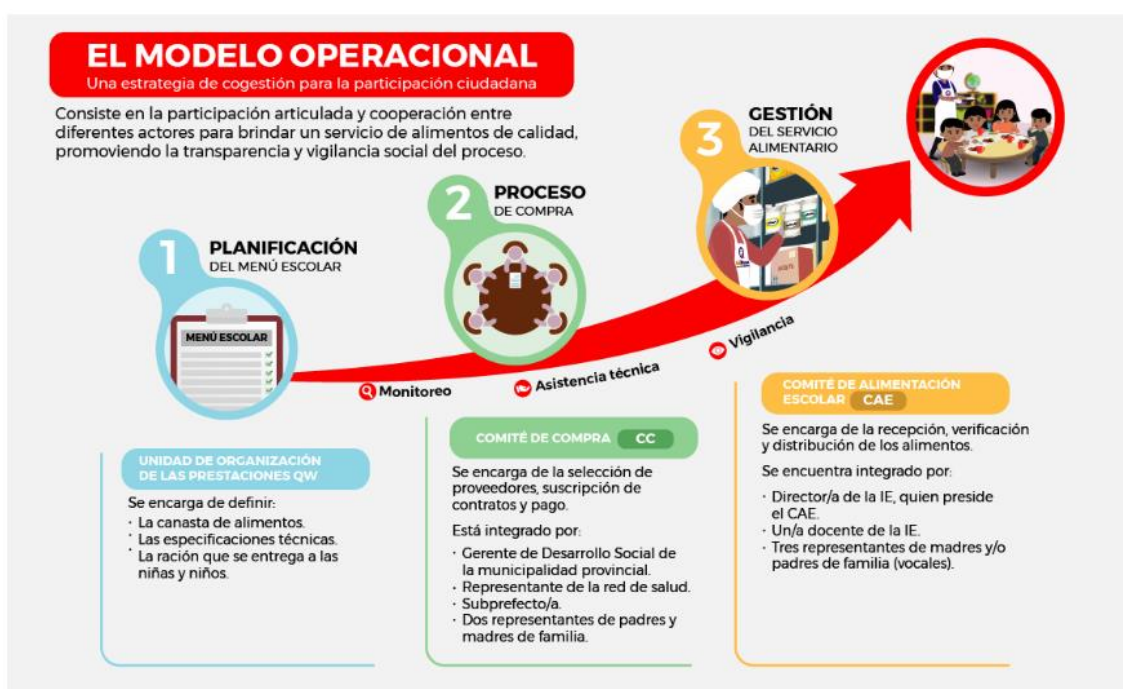 EL MODELO OPERACIONAL
Una estrategia de cogestión para la participación ciudadana
Consiste en la participación articulada y cooperación entre
diferentes actores para brindar un servicio de alimentos de calidad,
promoviendo la transparencia y vigilancia social del proceso.
1
PLANIFICACIÓN
DEL MENÚ ESCOLAR
MENÚ ESCOLAR
2
PROCESO
DE COMPRA
3
GESTIÓN
DEL SERVICIO
ALIMENTARIO
Monitoreo
Asistencia técnica
Vigilancia
UNIDAD DE ORGANIZACIÓN
DE LAS PRESTACIONES QW
Se encarga de definir:
· La canasta de alimentos.
· Las especificaciones técnicas.
· La ración que se entrega a las
niñas y niños.
COMITÉ DE COMPRA CC
Se encarga de la selección de
proveedores, suscripción de
contratos y pago.
Está integrado por:
· Gerente de Desarrollo Social de
la municipalidad provincial.
· Representante de la red de salud.
· Subprefecto/a.
· Dos representantes de padres y
madres de familia.
COMITÉ DE ALIMENTACIÓN
ESCOLAR CAE
Se encarga de la recepción, verificación
y distribución de los alimentos.
Se encuentra integrado por:
· Director/a de la IE, quien preside
el CAE.
· Un/a docente de la IE.
· Tres representantes de madres y/o
padres de familia (vocales).